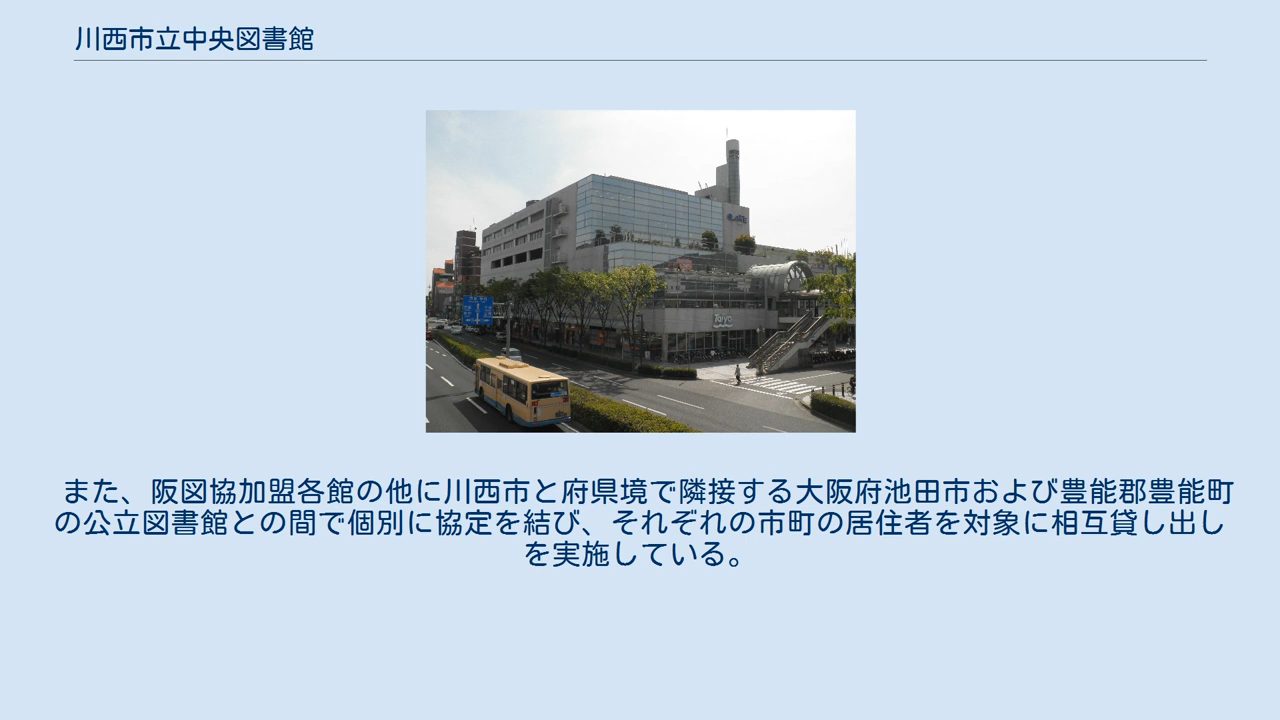 川西市立中央図書館
Taiyo
また、阪図協加盟各館の他に川西市と府県境で隣接する大阪府池田市および豊能郡豊能町
の公立図書館との間で個別に協定を結び、それぞれの市町の居住者を対象に相互貸し出し
を実施している。